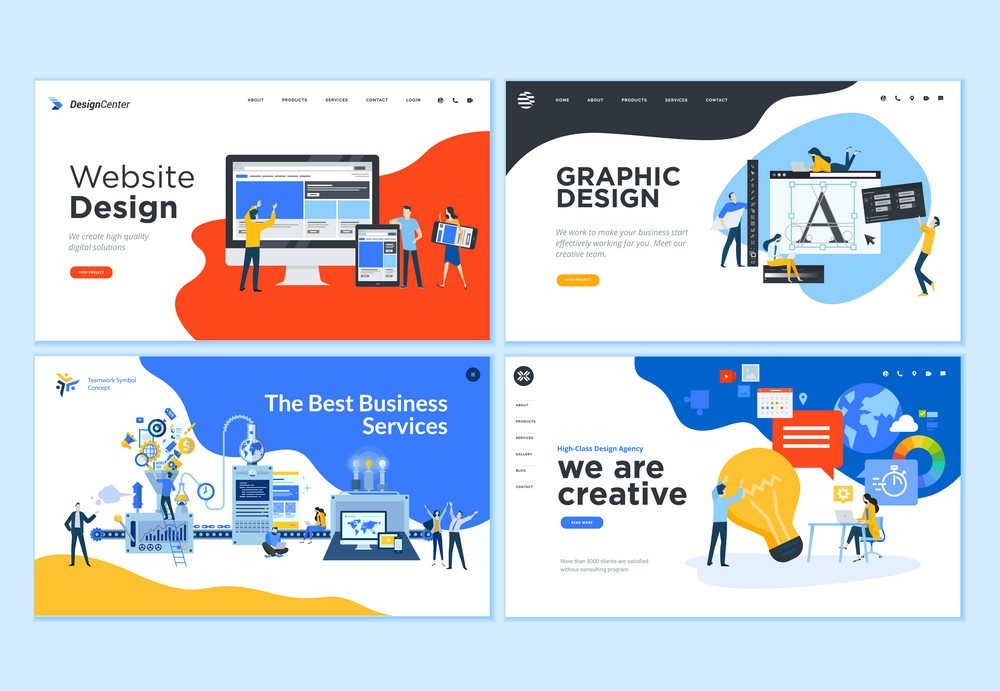 DesignCenter
ABOUT PRODUCTS SERVICES CONTACT LOGIN
Website
Design
We create high quality
digital solutions
VIEW PROJECT
HOME ABOUT PRODUCTS SERVICES CONTACT
GRAPHIC
DESIGN
We work to make your business start
effectively working for you. Meet our
creative team.
VIEW PROJECT
A
Teamwork Symbol
Concept
The Best Business
Services
ABOUT
PRODUCTS
SERVICES
GALLERY
BLOG
CONTACT
High-Class Design Agency
we are
creative
READ MORE
More than 5000 clients are satisfied
without consulting program